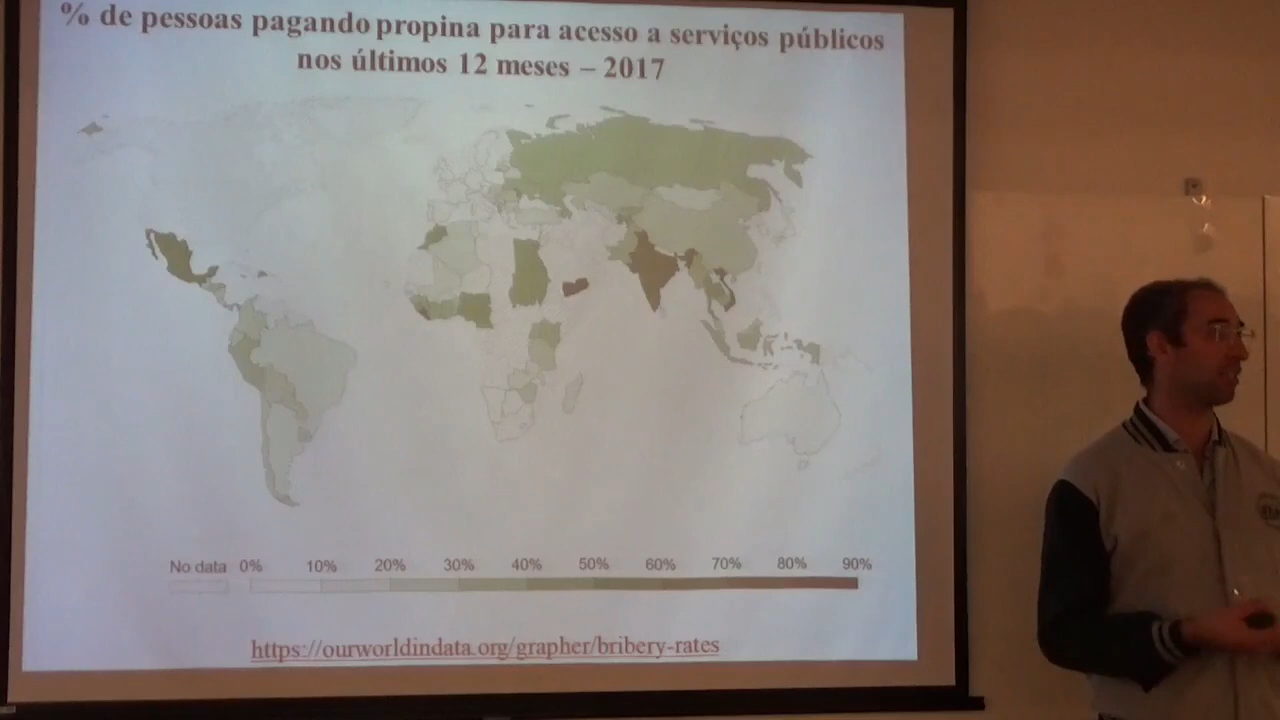 % de pessoas pagando propina para acesso a serviços públicos
nos últimos 12 meses – 2017
No data 0% 10% 20% 30% 40% 50% 60% 70% 80% 90%
https://ourworldindata.org/grapher/bribery-rates